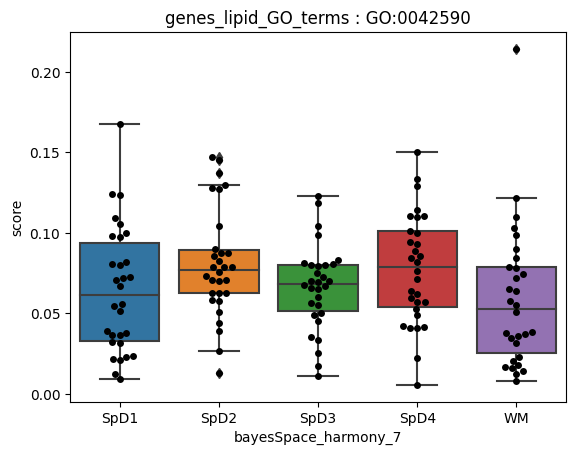 genes_lipid_GO_terms : GO:0042590
0.20
0.15
0.10
0.05
0.00
score
SpD1 SpD2 SpD3 SpD4 WM
bayesSpace_harmony_7